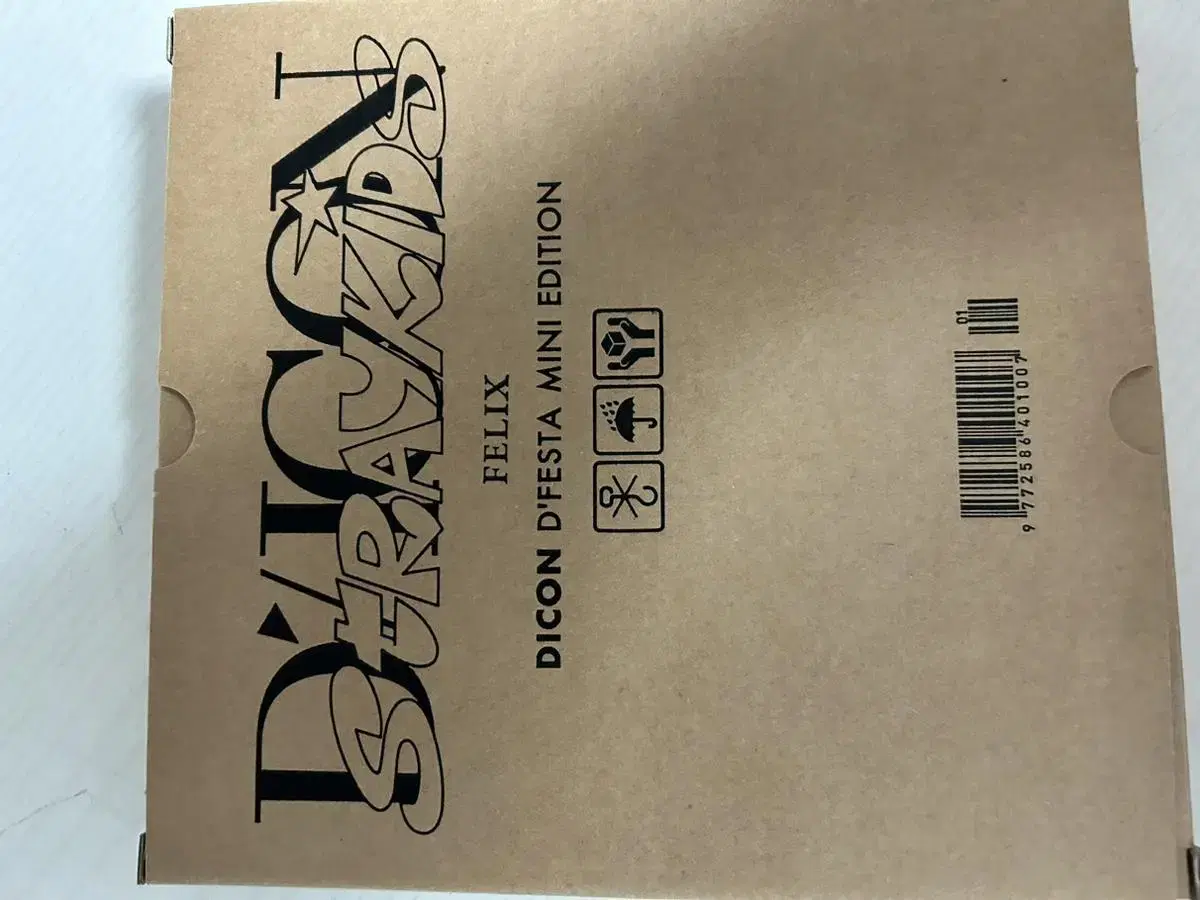 D/ICON
STRAYKIDS
FELIX
DICON D'FESTA MINI EDITION
01
9 772586 401007